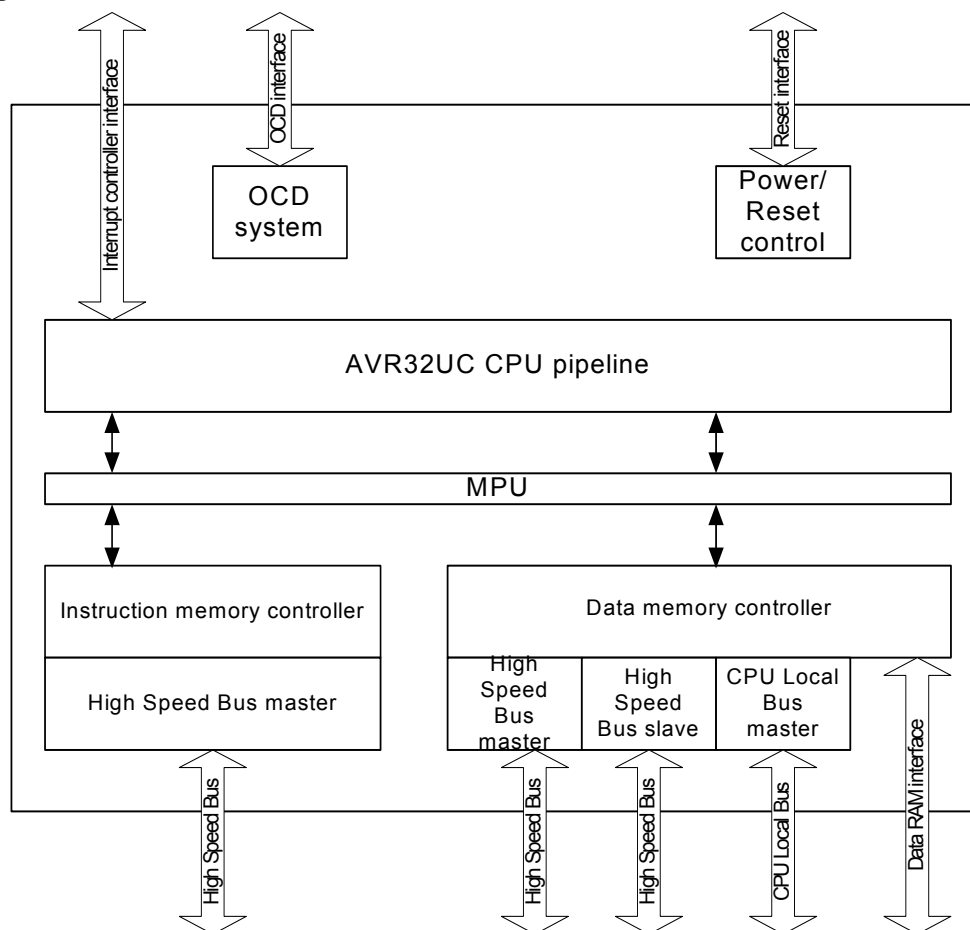 Interrupt controller interface
OCD interface
Reset interface
OCD
system
Power/
Reset
control
AVR32UC CPU pipeline
MPU
Instruction memory controller
Data memory controller
High Speed Bus master
High
Speed
Bus
master
High
Speed
Bus slave
CPU Local
Bus
master
High Speed Bus
High Speed Bus
High Speed Bus
CPU Local Bus
Data RAM interface